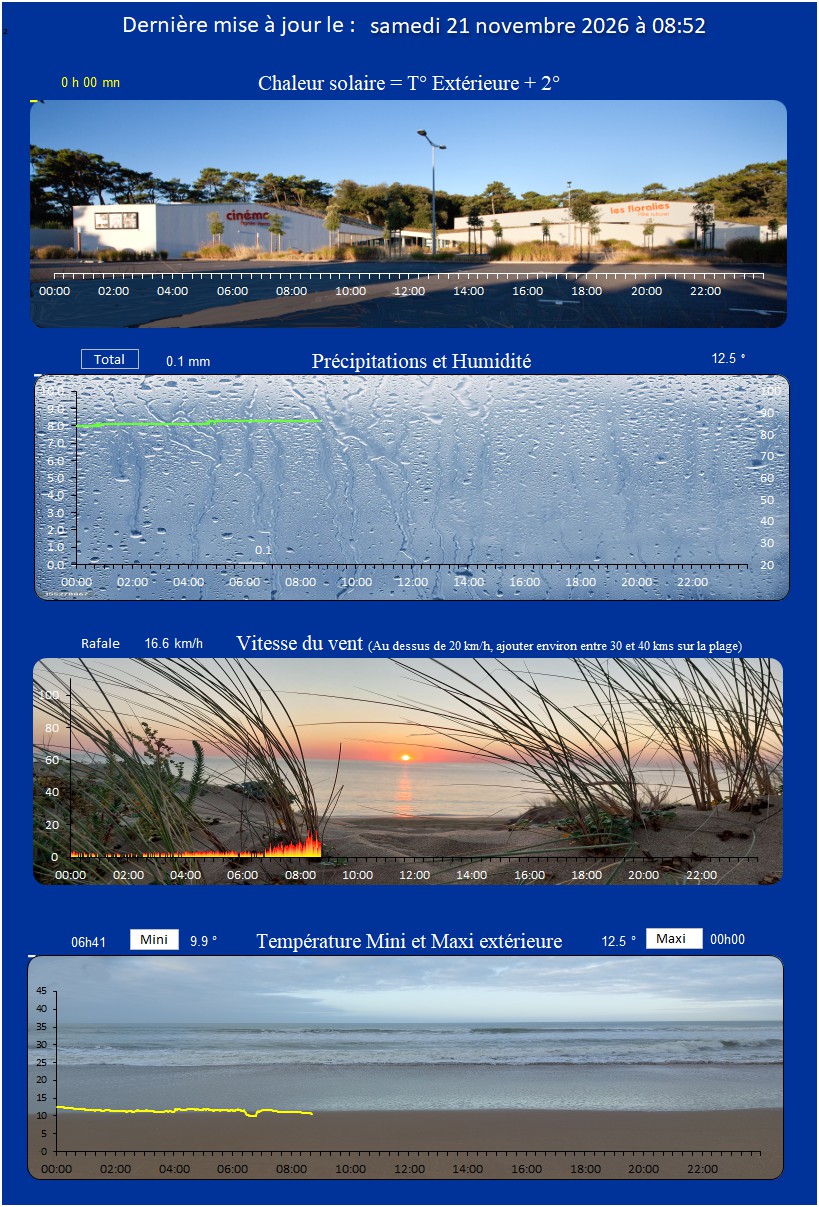 Dernière mise à jour le : samedi 21 novembre 2026 à 08:52
0 h 00 mn Chaleur solaire = T° Extérieure + 2°
cinéma
les floralies
00:00 02:00 04:00 06:00 08:00 10:00 12:00 14:00 16:00 18:00 20:00 22:00
Total 0.1 mm Précipitations et Humidité 12.5 °
10.0 100
9.0 90
8.0 80
7.0
6.0 70
5.0 60
4.0 50
3.0
2.0 40
1.0 0.1 30
0.0 20
00:00 02:00 04:00 06:00 08:00 10:00 12:00 14:00 16:00 18:00 20:00 22:00
Rafale 16.6 km/h Vitesse du vent (Au dessus de 20 km/h, ajouter environ entre 30 et 40 kms sur la plage)
100
80
60
40
20
0
00:00 02:00 04:00 06:00 08:00 10:00 12:00 14:00 16:00 18:00 20:00 22:00
06h41 Mini 9.9 ° Température Mini et Maxi extérieure 12.5 ° Maxi 00h00
45
40
35
30
25
20
15
10
5
0
00:00 02:00 04:00 06:00 08:00 10:00 12:00 14:00 16:00 18:00 20:00 22:00